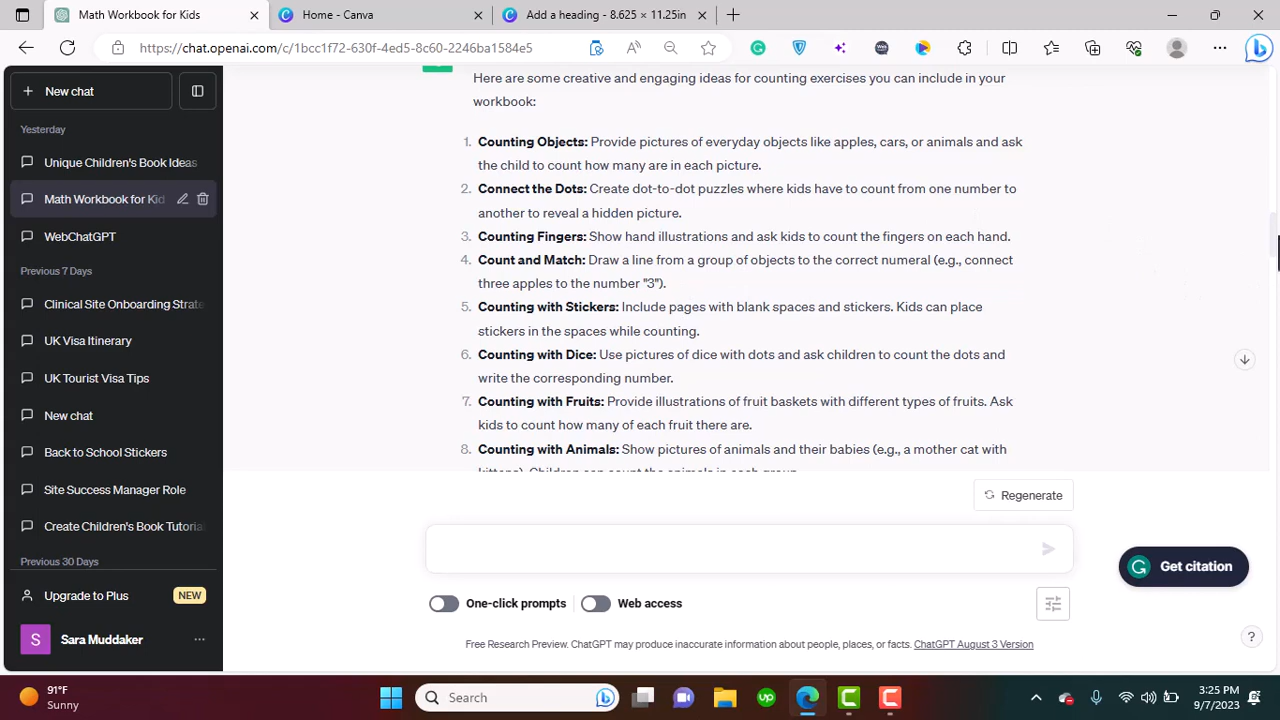 Math Workbook for Kids
Home - Canva
Add a heading - 8.625 × 11.25in
https://chat.openai.com/c/1bcc1f72-630f-4ed5-8c60-2246ba1584e5
New chat
Yesterday
Unique Children's Book Ideas
Math Workbook for Kid
WebChatGPT
Previous 7 Days
Clinical Site Onboarding Strate
UK Visa Itinerary
UK Tourist Visa Tips
New chat
Back to School Stickers
Site Success Manager Role
Create Children's Book Tutoria
Previous 30 Days
Upgrade to Plus NEW
S Sara Muddaker
Here are some creative and engaging ideas for counting exercises you can include in your
workbook:
1. Counting Objects: Provide pictures of everyday objects like apples, cars, or animals and ask
the child to count how many are in each picture.
2. Connect the Dots: Create dot-to-dot puzzles where kids have to count from one number to
another to reveal a hidden picture.
3. Counting Fingers: Show hand illustrations and ask kids to count the fingers on each hand.
4. Count and Match: Draw a line from a group of objects to the correct numeral (e.g., connect
three apples to the number "3").
5. Counting with Stickers: Include pages with blank spaces and stickers. Kids can place
stickers in the spaces while counting.
6. Counting with Dice: Use pictures of dice with dots and ask children to count the dots and
write the corresponding number.
7. Counting with Fruits: Provide illustrations of fruit baskets with different types of fruits. Ask
kids to count how many of each fruit there are.
8. Counting with Animals: Show pictures of animals and their babies (e.g., a mother cat with
kittens). Children can count the animals in each group.
Regenerate
Get citation
One-click prompts Web access
Free Research Preview. ChatGPT may produce inaccurate information about people, places, or facts. ChatGPT August 3 Version
?
91°F
Sunny
Search
3:25 PM
9/7/2023